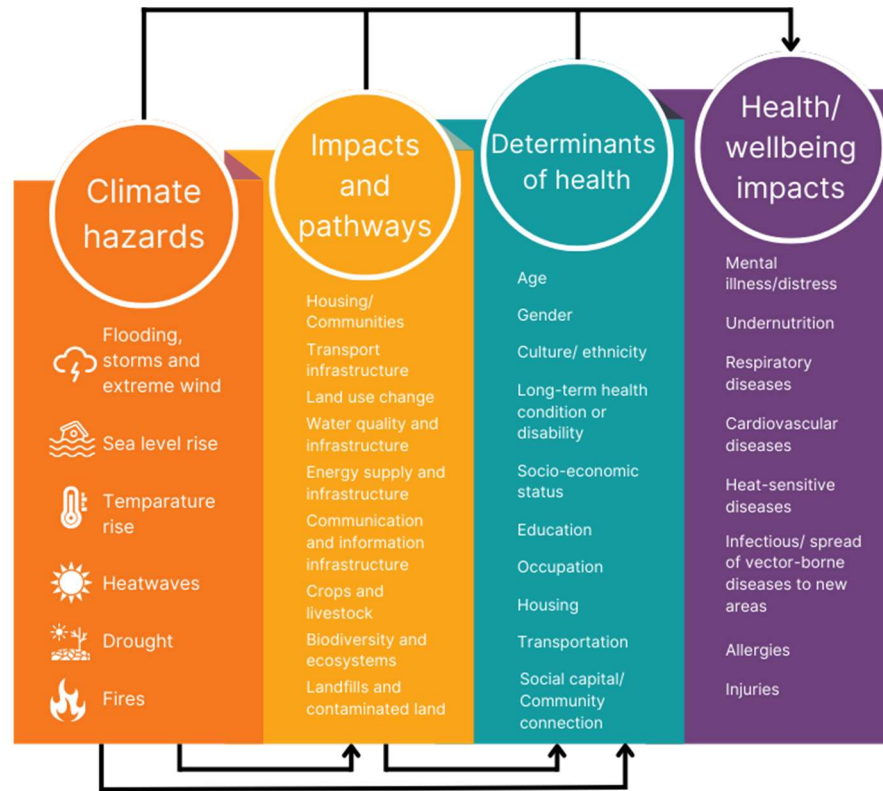 Climate
hazards
Flooding,
storms and
extreme wind
Sea level rise
Temparature
rise
Heatwaves
Drought
Fires
Impacts
and
pathways
Housing/
Communities
Transport
infrastructure
Land use change
Water quality and
infrastructure
Energy supply and
infrastructure
Communication
and information
infrastructure
Crops and
livestock
Biodiversity and
ecosystems
Landfills and
contaminated land
Determinants
of health
Age
Gender
Culture/ ethnicity
Long-term health
condition or
disability
Socio-economic
status
Education
Occupation
Housing
Transportation
Social capital/
Community
connection
Health/
wellbeing
impacts
Mental
illness/distress
Undernutrition
Respiratory
diseases
Cardiovascular
diseases
Heat-sensitive
diseases
Infectious/ spread
of vector-borne
diseases to new
areas
Allergies
Injuries